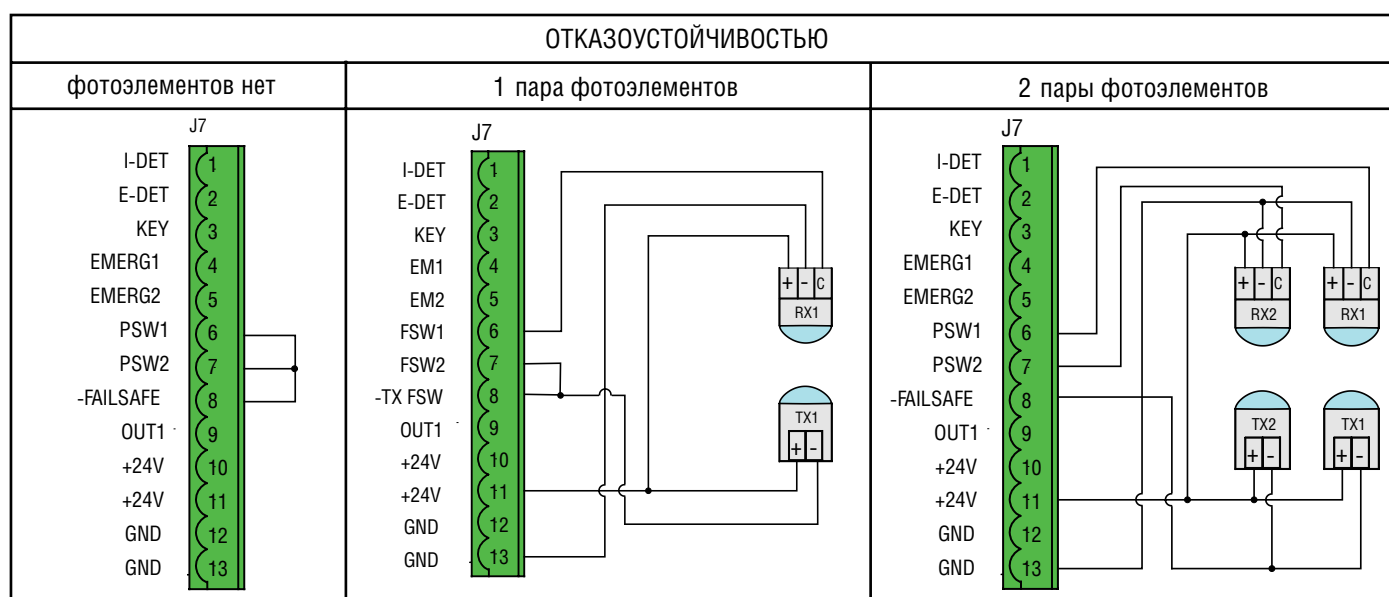 ОТКАЗОУСТОЙЧИВОСТЬЮ
фотоэлементов нет
1 пара фотоэлементов
2 пары фотоэлементов
J7
I-DET 1
E-DET 2
KEY 3
EMERG1 4
EMERG2 5
PSW1 6
PSW2 7
-FAILSAFE 8
OUT1 9
+24V 10
+24V 11
GND 12
GND 13
J7
I-DET 1
E-DET 2
KEY 3
EM1 4
EM2 5
FSW1 6
FSW2 7
-TX FSW 8
OUT1 9
+24V 10
+24V 11
GND 12
GND 13
+ - C
RX1
TX1
+ -
J7
I-DET 1
E-DET 2
KEY 3
EMERG1 4
EMERG2 5
PSW1 6
PSW2 7
-FAILSAFE 8
OUT1 9
+24V 10
+24V 11
GND 12
GND 13
+ - C
RX2
+ - C
RX1
TX2
+ -
TX1
+ -